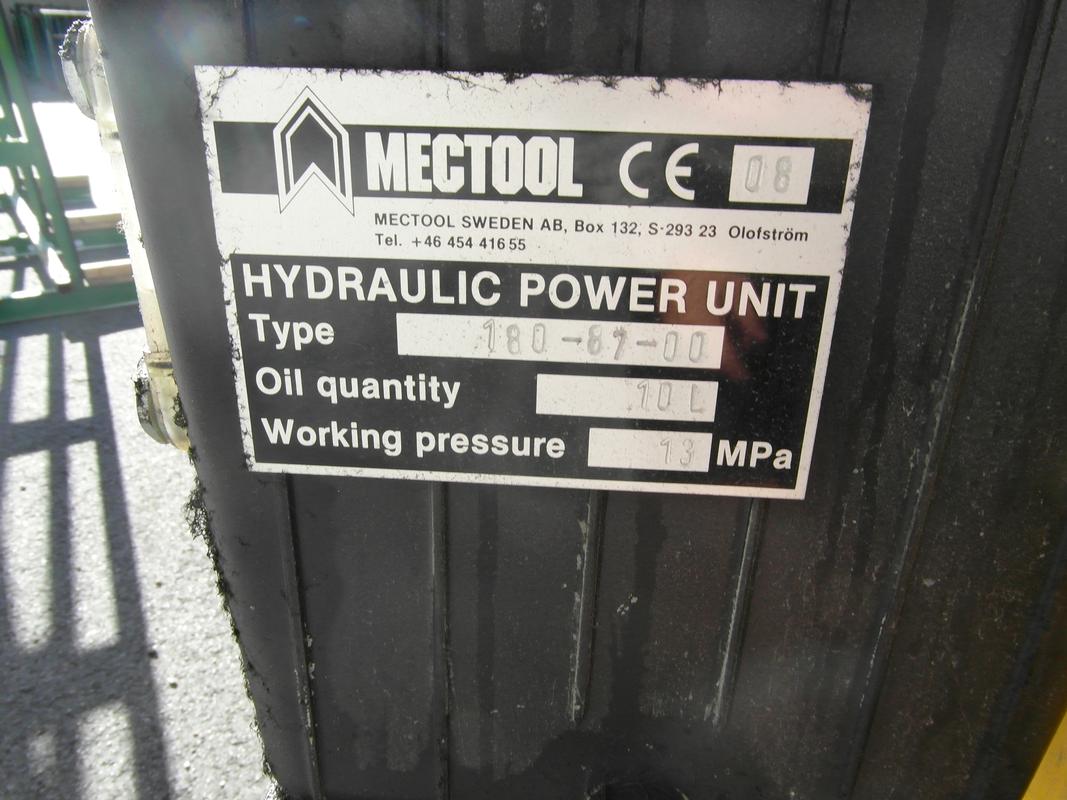 MECTOOL CE 08
MECTOOL SWEDEN AB, Box 132, S-293 23 Olofström
Tel. +46 454 416 55
HYDRAULIC POWER UNIT
Type 180-87-00
Oil quantity 10 L
Working pressure 13 MPa